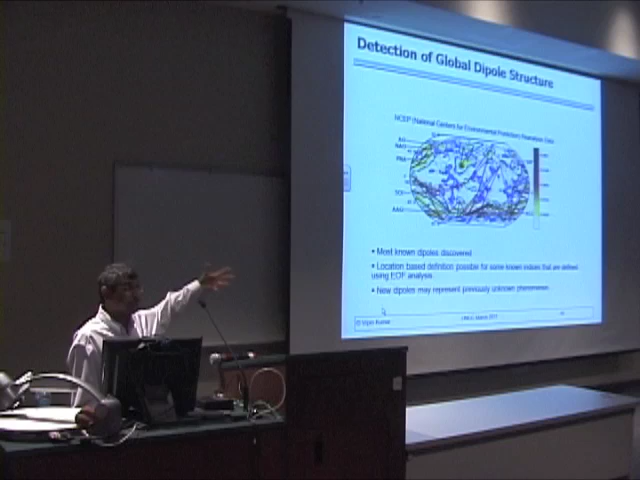 Detection of Global Dipole Structure
NCEP (National Centers for Environmental Prediction) Reanalysis Data
• Most known dipoles discovered
• Location based definition possible for some known indices that are defined
using EOF analysis.
• New dipoles may represent previously unknown phenomenon.
© Vipin Kumar